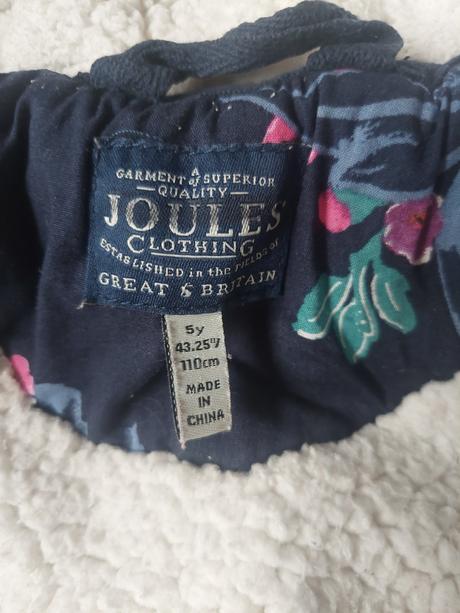 A
GARMENT of SUPERIOR
QUALITY
JOULES
CLOTHING
ESTABLISHED in the FIELDS OF
GREAT & BRITAIN
5y
43.25"/
110cm
MADE
IN
CHINA